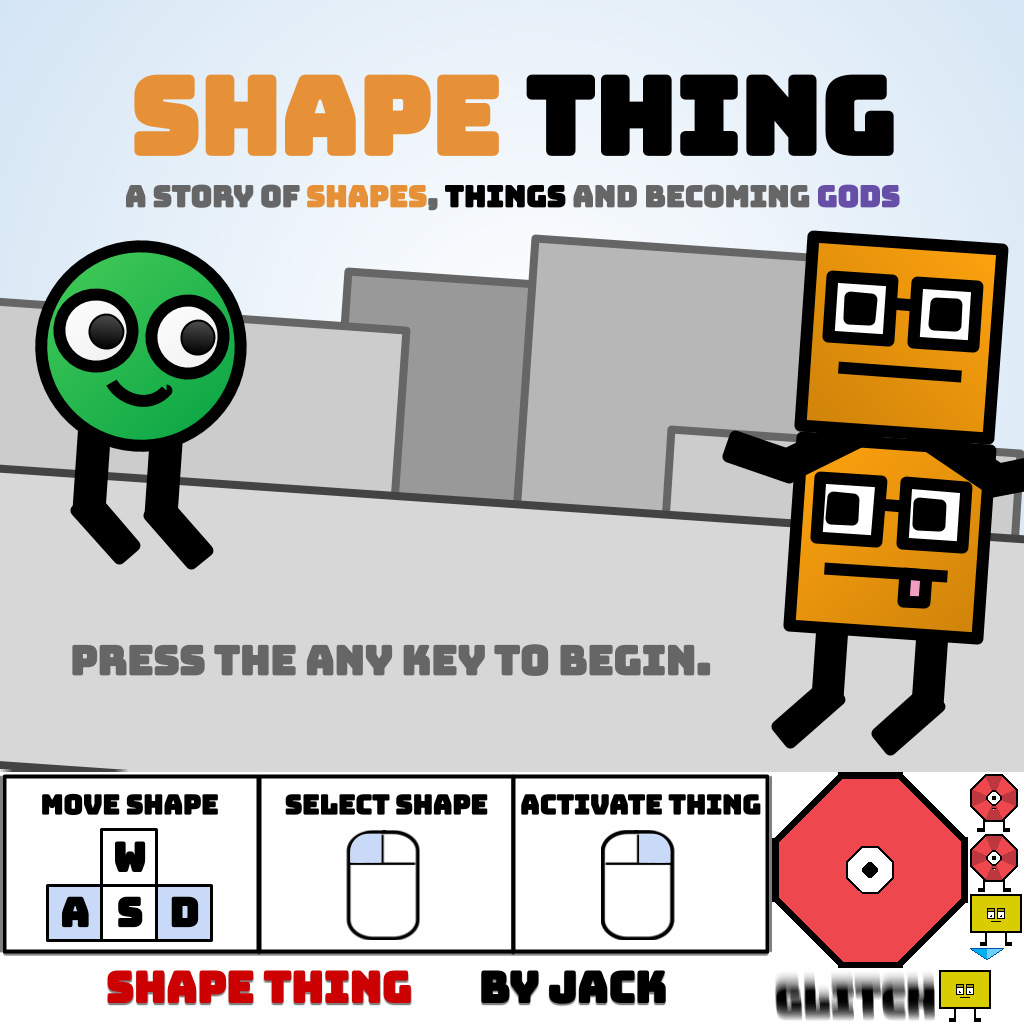 SHAPE THING
A STORY OF SHAPES, THINGS AND BECOMING GODS
PRESS THE ANY KEY TO BEGIN.
MOVE SHAPE
W
A S D
SELECT SHAPE
ACTIVATE THING
SHAPE THING BY JACK
GLITCH